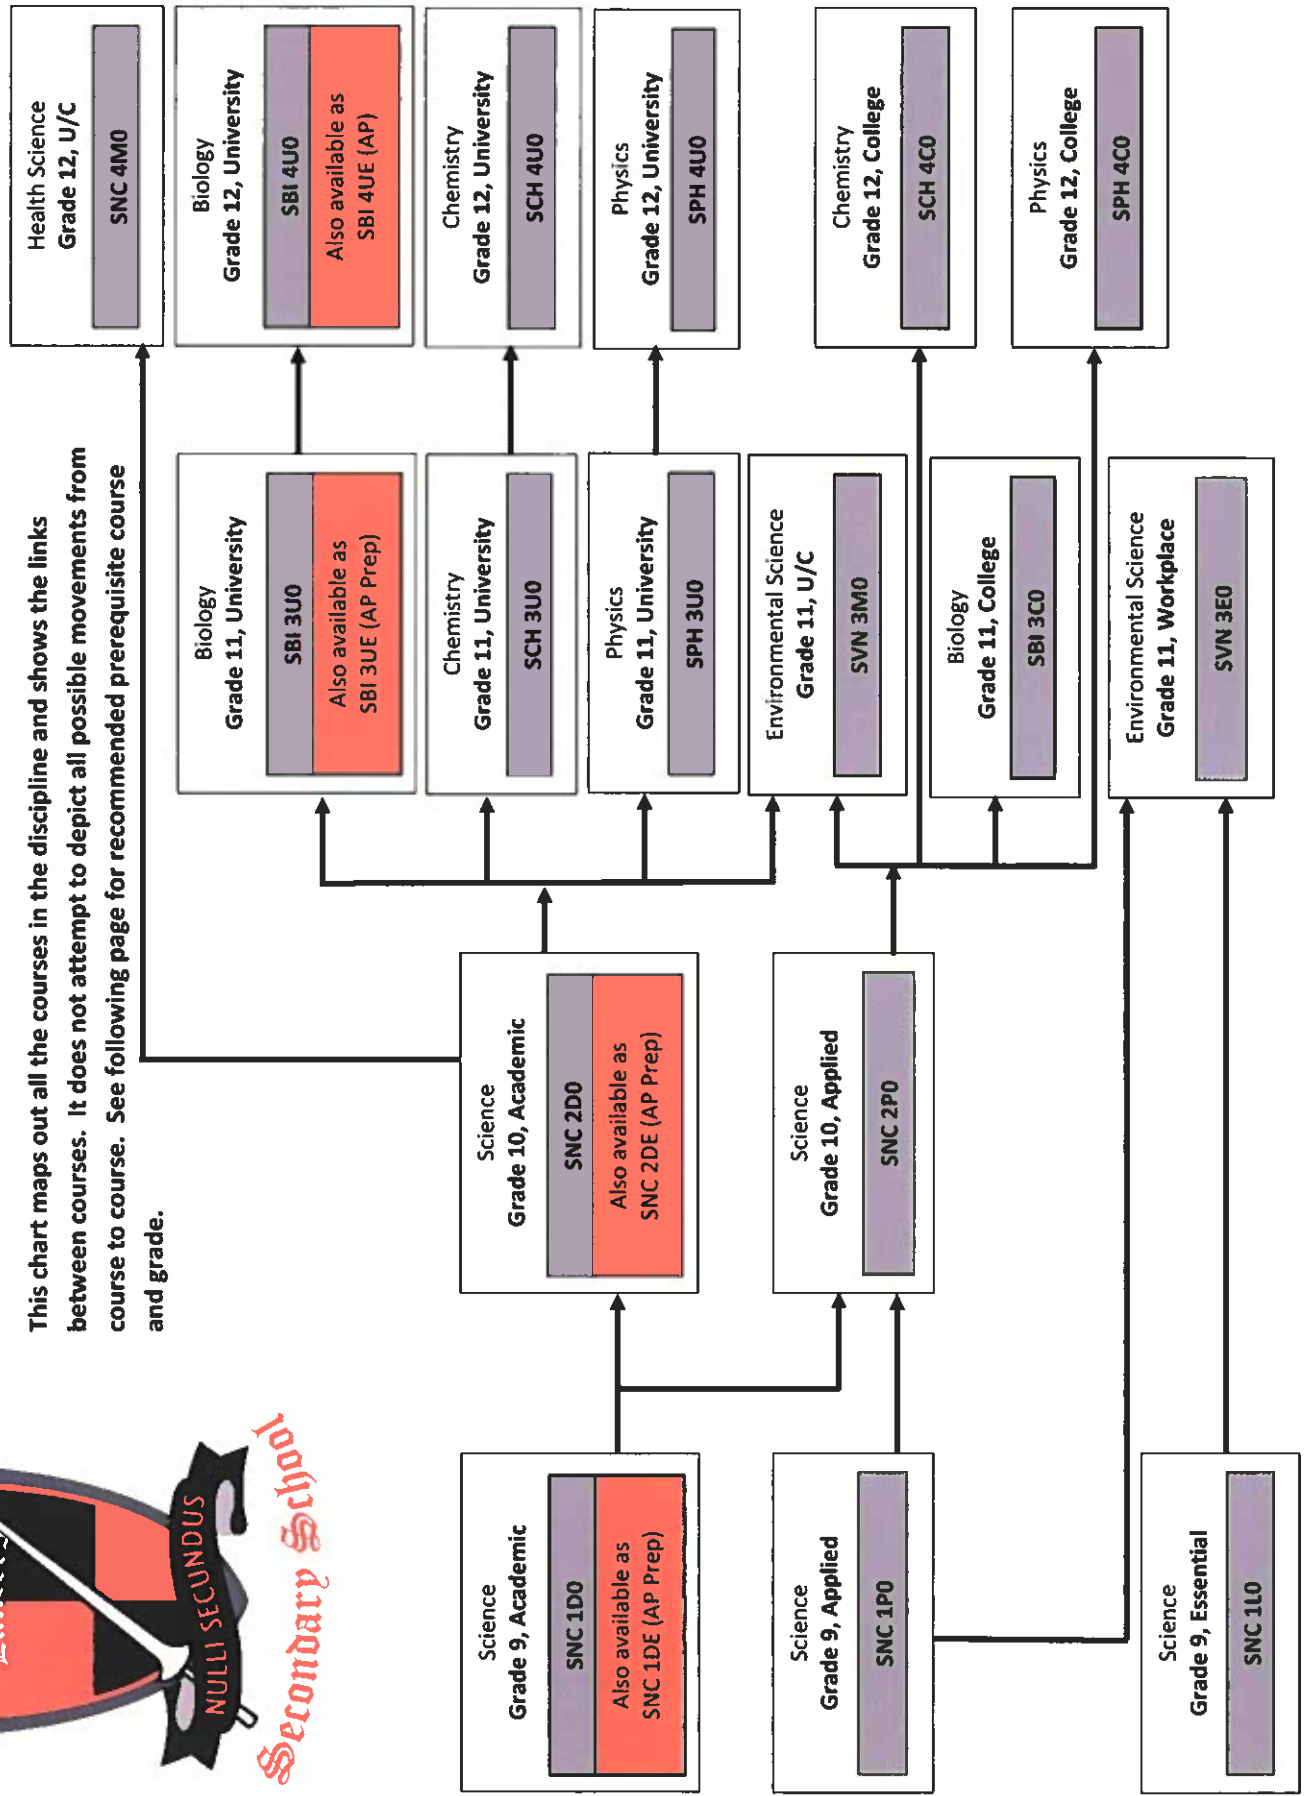 NULLI SECUNDUS
Secondary School
This chart maps out all the courses in the discipline and shows the links
between courses. It does not attempt to depict all possible movements from
course to course. See following page for recommended prerequisite course
and grade.
Science
Grade 9, Academic
SNC 1D0
Also available as
SNC 1DE (AP Prep)
Science
Grade 9, Applied
SNC 1P0
Science
Grade 9, Essential
SNC 1L0
Science
Grade 10, Academic
SNC 2D0
Also available as
SNC 2DE (AP Prep)
Science
Grade 10, Applied
SNC 2P0
Biology
Grade 11, University
SBI 3U0
Also available as
SBI 3UE (AP Prep)
Chemistry
Grade 11, University
SCH 3U0
Physics
Grade 11, University
SPH 3U0
Environmental Science
Grade 11, U/C
SVN 3M0
Biology
Grade 11, College
SBI 3C0
Environmental Science
Grade 11, Workplace
SVN 3E0
Health Science
Grade 12, U/C
SNC 4M0
Biology
Grade 12, University
SBI 4U0
Also available as
SBI 4UE (AP)
Chemistry
Grade 12, University
SCH 4U0
Physics
Grade 12, University
SPH 4U0
Chemistry
Grade 12, College
SCH 4C0
Physics
Grade 12, College
SPH 4C0